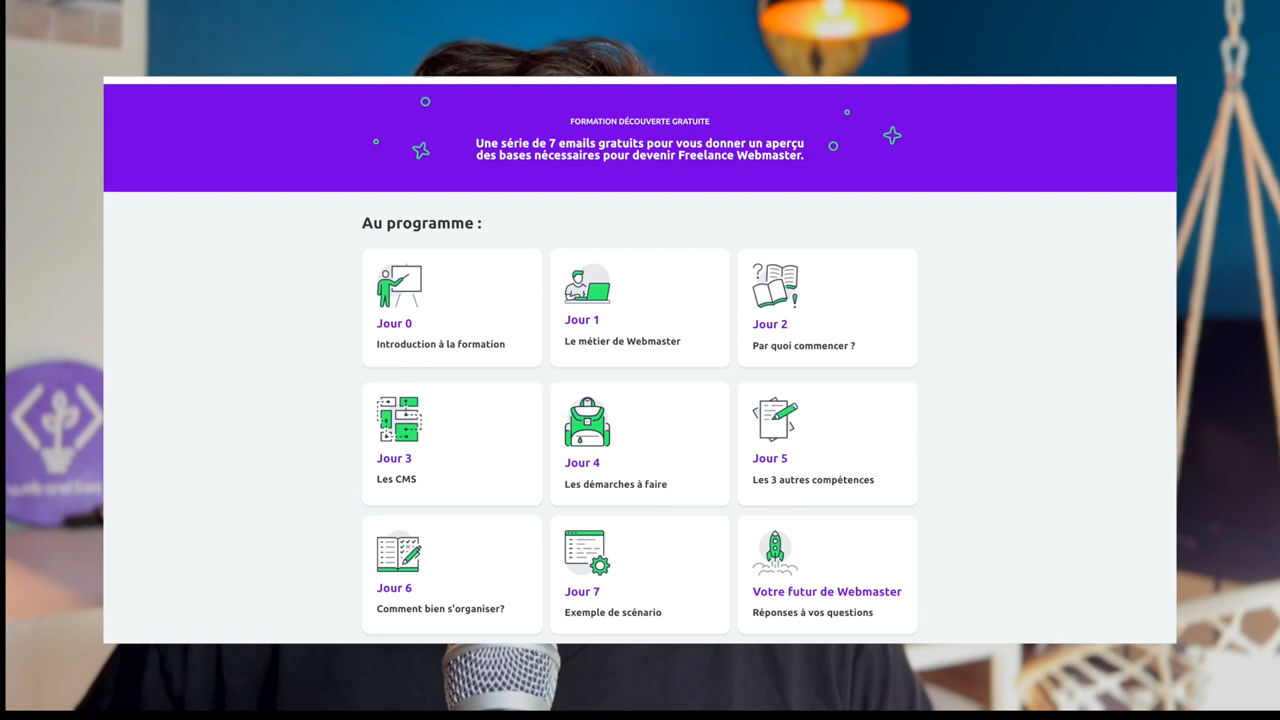 FORMATION DÉCOUVERTE GRATUITE
Une série de 7 emails gratuits pour vous donner un aperçu
des bases nécessaires pour devenir Freelance Webmaster.
Au programme :
Jour 0
Introduction à la formation
Jour 1
Le métier de Webmaster
Jour 2
Par quoi commencer ?
Jour 3
Les CMS
Jour 4
Les démarches à faire
Jour 5
Les 3 autres compétences
Jour 6
Comment bien s'organiser?
Jour 7
Exemple de scénario
Votre futur de Webmaster
Réponses à vos questions